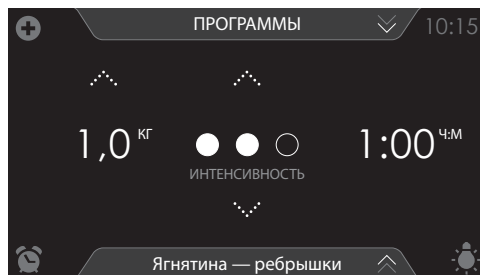 ПРОГРАММЫ
10:15
1,0 КГ
1:00 Ч:М
ИНТЕНСИВНОСТЬ
Ягнятина — ребрышки